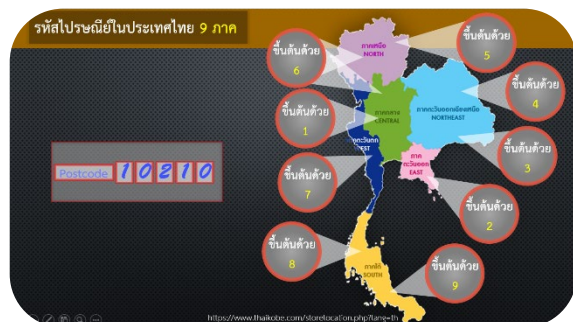 รหัสไปรษณีย์ในประเทศไทย 9 ภาค
ขึ้นต้นด้วย
6
ภาคเหนือ
NORTH
ขึ้นต้นด้วย
5
ขึ้นต้นด้วย
1
ภาคกลาง
CENTRAL
ภาคตะวันออกเฉียงเหนือ
NORTHEAST
ขึ้นต้นด้วย
4
Postcode 1 0 2 1 0
ขึ้นต้นด้วย
7
ภาค
ตะวันออก
EAST
ขึ้นต้นด้วย
3
ขึ้นต้นด้วย
2
ขึ้นต้นด้วย
8
ภาคใต้
SOUTH
ขึ้นต้นด้วย
9
https://www.thaikobe.com/storelocation.php?lang=th